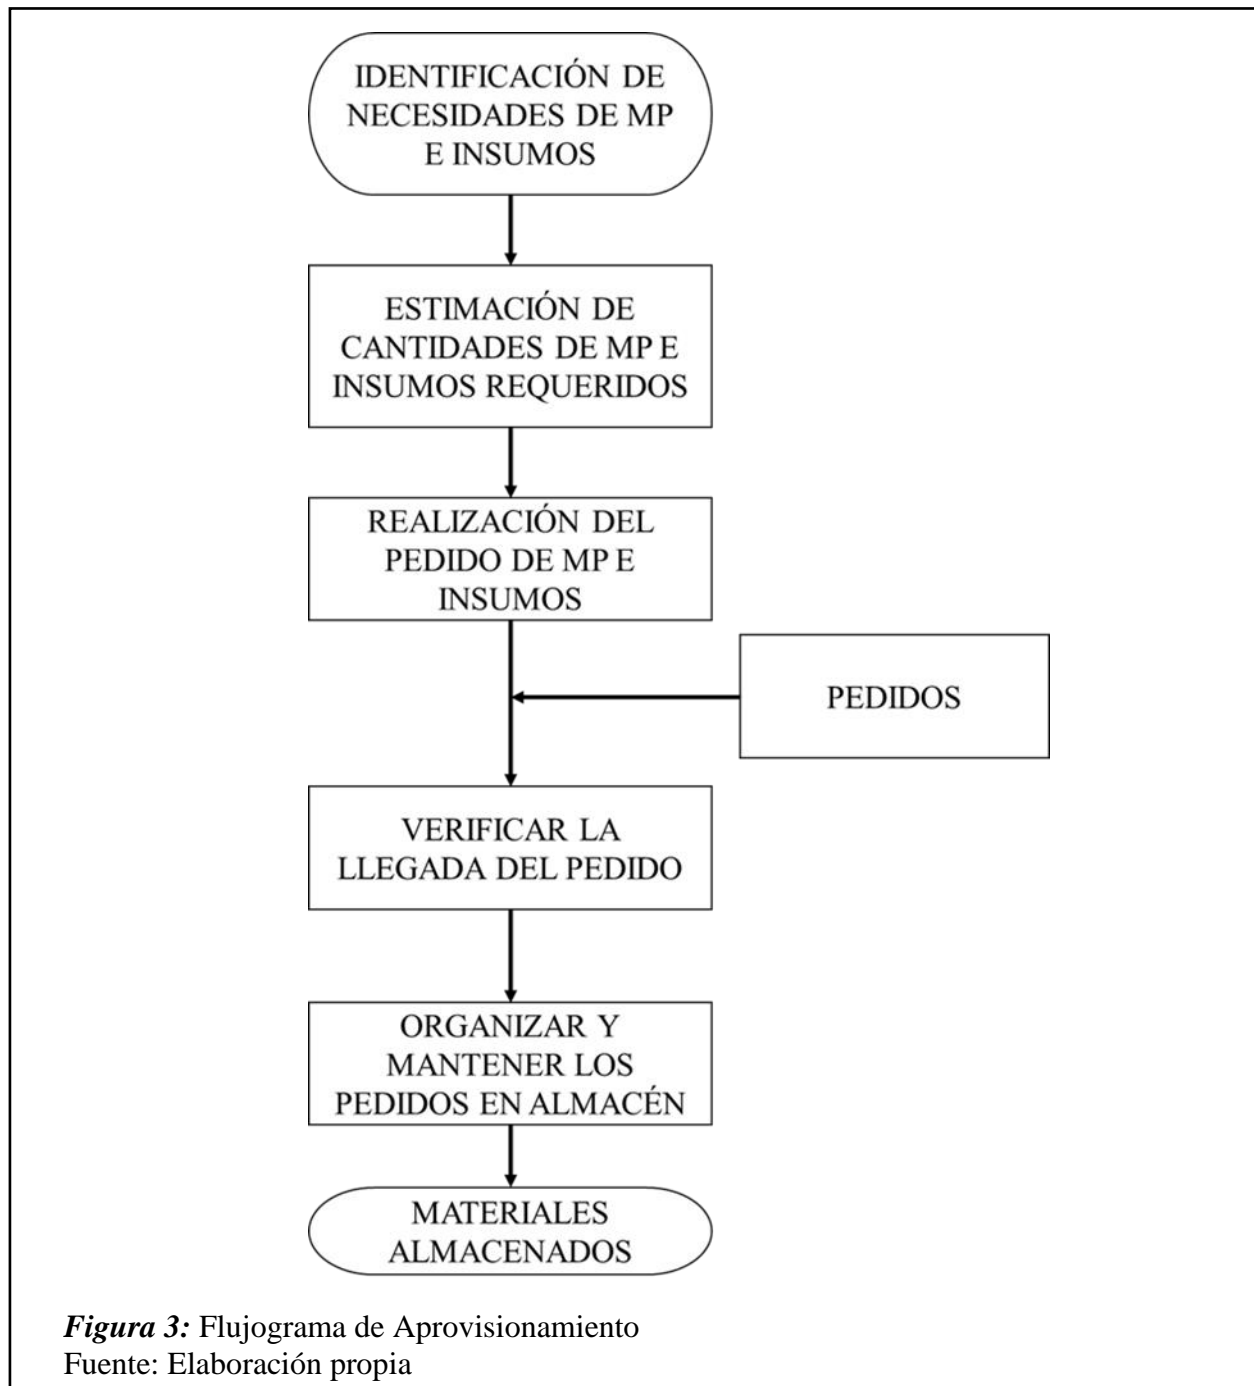 IDENTIFICACIÓN DE
NECESIDADES DE MP
E INSUMOS
ESTIMACIÓN DE
CANTIDADES DE MP E
INSUMOS REQUERIDOS
REALIZACIÓN DEL
PEDIDO DE MP E
INSUMOS
PEDIDOS
VERIFICAR LA
LLEGADA DEL PEDIDO
ORGANIZAR Y
MANTENER LOS
PEDIDOS EN ALMACÉN
MATERIALES
ALMACENADOS
Figura 3: Flujograma de Aprovisionamiento
Fuente: Elaboración propia